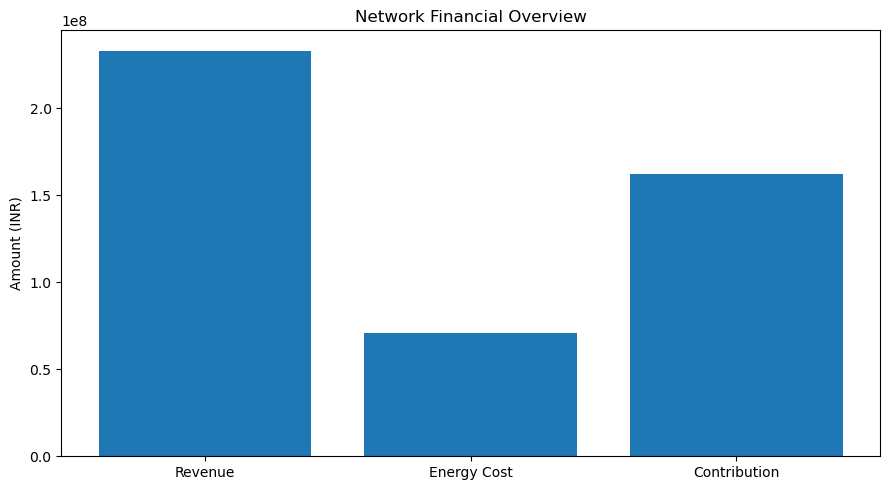 Network Financial Overview
1e8
2.0
1.5
1.0
0.5
0.0
Amount (INR)
Revenue
Energy Cost
Contribution